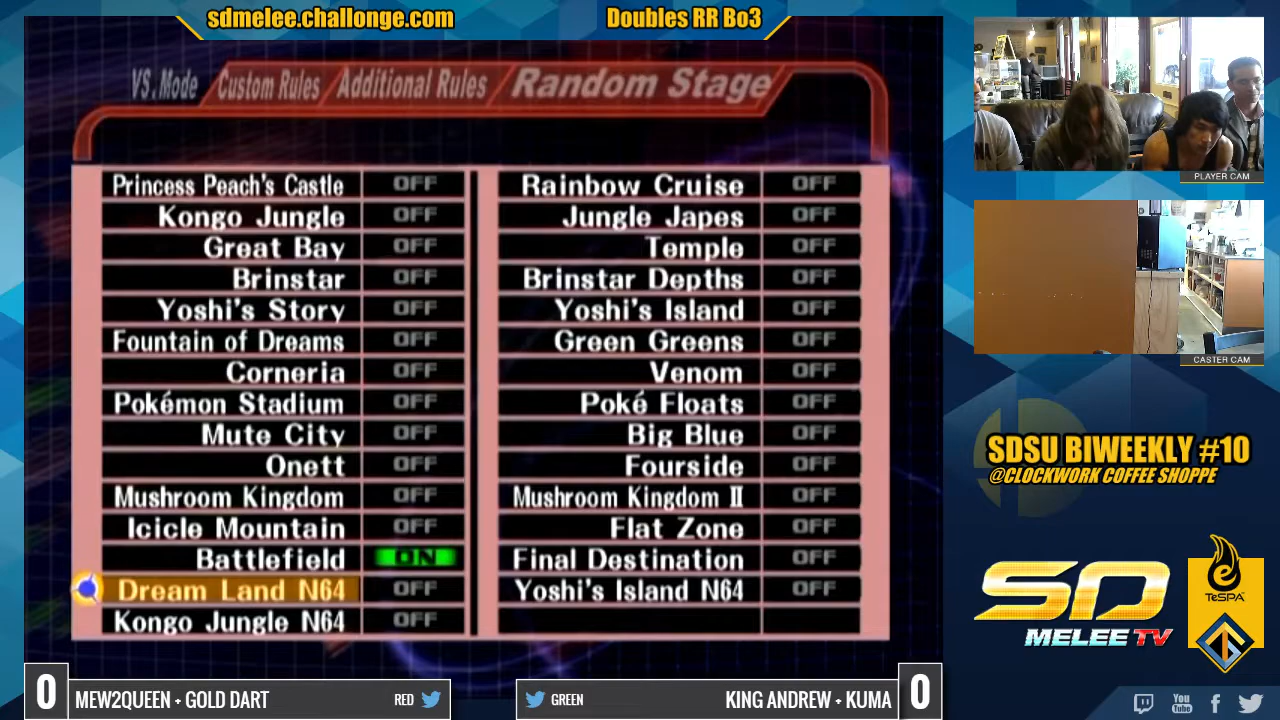 sdmelee.challonge.com
Doubles RR Bo3
VS. Mode
Custom Rules
Additional Rules
Random Stage
Princess Peach's Castle OFF
Rainbow Cruise OFF
Kongo Jungle OFF
Jungle Japes OFF
Great Bay OFF
Temple OFF
Brinstar OFF
Brinstar Depths OFF
Yoshi's Story OFF
Yoshi's Island OFF
Fountain of Dreams OFF
Green Greens OFF
Corneria OFF
Venom OFF
Pokémon Stadium OFF
Poké Floats OFF
Mute City OFF
Big Blue OFF
Onett OFF
Fourside OFF
Mushroom Kingdom OFF
Mushroom Kingdom II OFF
Icicle Mountain OFF
Flat Zone OFF
Battlefield ON
Final Destination OFF
Dream Land N64 OFF
Yoshi's Island N64 OFF
Kongo Jungle N64 OFF
PLAYER CAM
CASTER CAM
SDSU BIWEEKLY #10
@CLOCKWORK COFFEE SHOPPE
SD
MELEE TV
TeSPA
0 MEW2QUEEN + GOLD DART RED
GREEN KING ANDREW + KUMA 0
You Tube